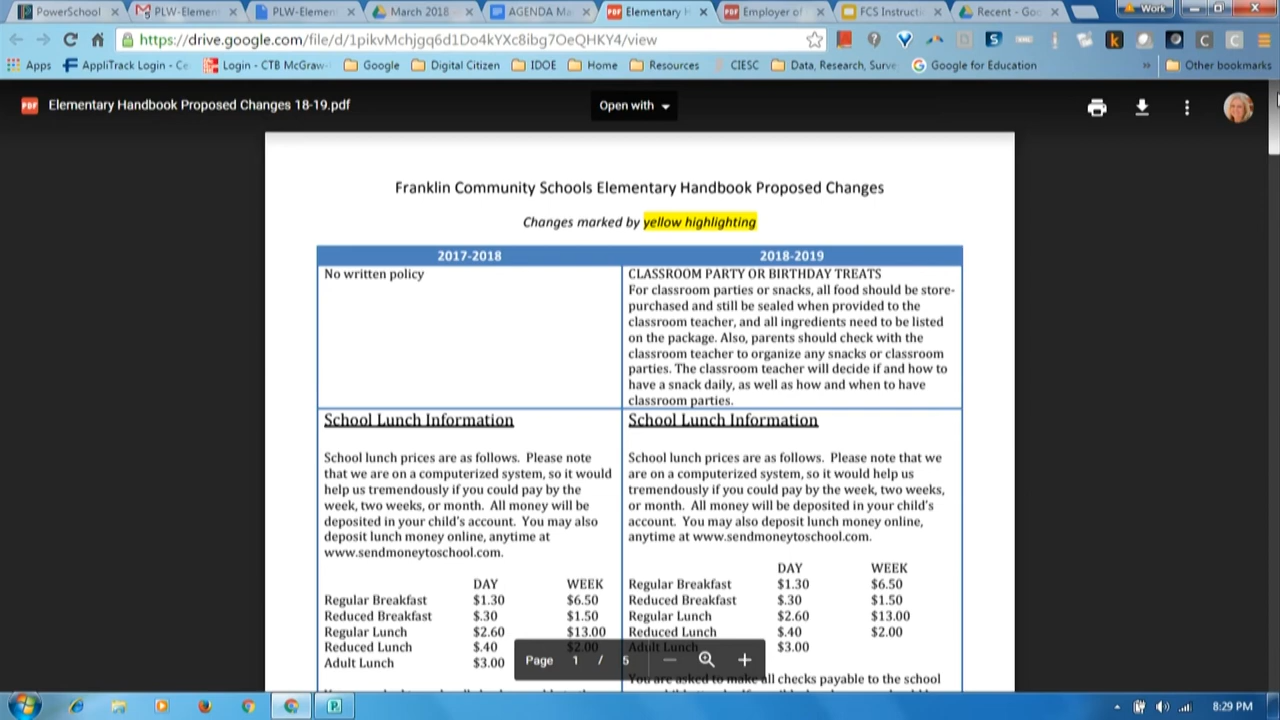 PowerSchool
PLW-Elemen
PLW-Elemen
March 2018
AGENDA Ma
Elementary H
Employer of
FCS Instructi
Recent - Goo
Work
https://drive.google.com/file/d/1pikvMchjgq6d1Do4kYXc8ibg7OeQHKY4/view
Apps
AppliTrack Login - Ce
Login - CTB McGraw-
Google
Digital Citizen
IDOE
Home
Resources
CIESC
Data, Research, Surve
Google for Education
»
Other bookmarks
PDF Elementary Handbook Proposed Changes 18-19.pdf
Open with
Franklin Community Schools Elementary Handbook Proposed Changes
Changes marked by yellow highlighting
2017-2018
2018-2019
No written policy
CLASSROOM PARTY OR BIRTHDAY TREATS
For classroom parties or snacks, all food should be store-
purchased and still be sealed when provided to the
classroom teacher, and all ingredients need to be listed
on the package. Also, parents should check with the
classroom teacher to organize any snacks or classroom
parties. The classroom teacher will decide if and how to
have a snack daily, as well as how and when to have
classroom parties.
School Lunch Information
School lunch prices are as follows. Please note
that we are on a computerized system, so it would
help us tremendously if you could pay by the
week, two weeks, or month. All money will be
deposited in your child's account. You may also
deposit lunch money online, anytime at
www.sendmoneytoschool.com.
DAY WEEK
Regular Breakfast $1.30 $6.50
Reduced Breakfast $.30 $1.50
Regular Lunch $2.60 $13.00
Reduced Lunch $.40 $2.00
Adult Lunch $3.00
School Lunch Information
School lunch prices are as follows. Please note that we
are on a computerized system, so it would help us
tremendously if you could pay by the week, two weeks,
or month. All money will be deposited in your child's
account. You may also deposit lunch money online,
anytime at www.sendmoneytoschool.com.
DAY WEEK
Regular Breakfast $1.30 $6.50
Reduced Breakfast $.30 $1.50
Regular Lunch $2.60 $13.00
Reduced Lunch $.40 $2.00
Adult Lunch $3.00
You are asked to make all checks payable to the school
Page 1 / 5
8:29 PM